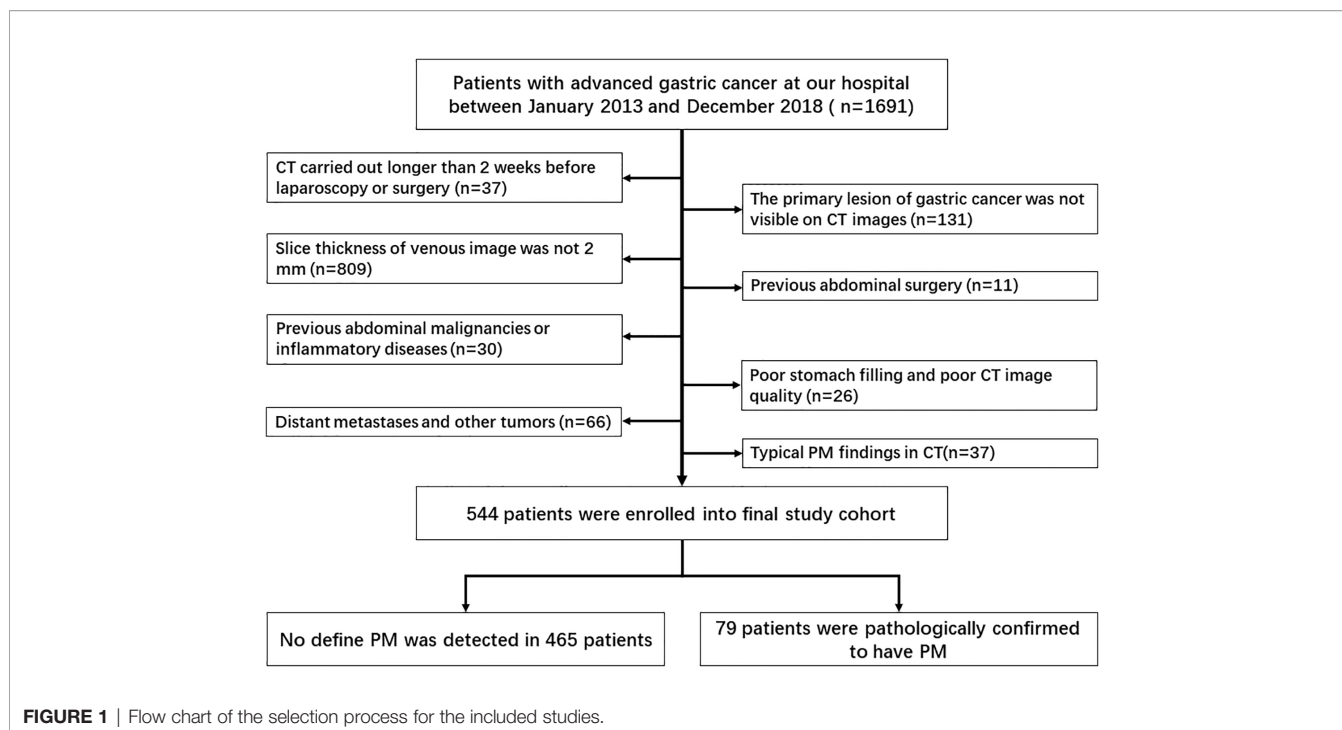 Patients with advanced gastric cancer at our hospital
between January 2013 and December 2018 ( n=1691)
CT carried out longer than 2 weeks before
laparoscopy or surgery (n=37)
The primary lesion of gastric cancer was not
visible on CT images (n=131)
Slice thickness of venous image was not 2
mm (n=809)
Previous abdominal surgery (n=11)
Previous abdominal malignancies or
inflammatory diseases (n=30)
Poor stomach filling and poor CT image
quality (n=26)
Distant metastases and other tumors (n=66)
Typical PM findings in CT(n=37)
544 patients were enrolled into final study cohort
No define PM was detected in 465 patients
79 patients were pathologically confirmed
to have PM
FIGURE 1 | Flow chart of the selection process for the included studies.